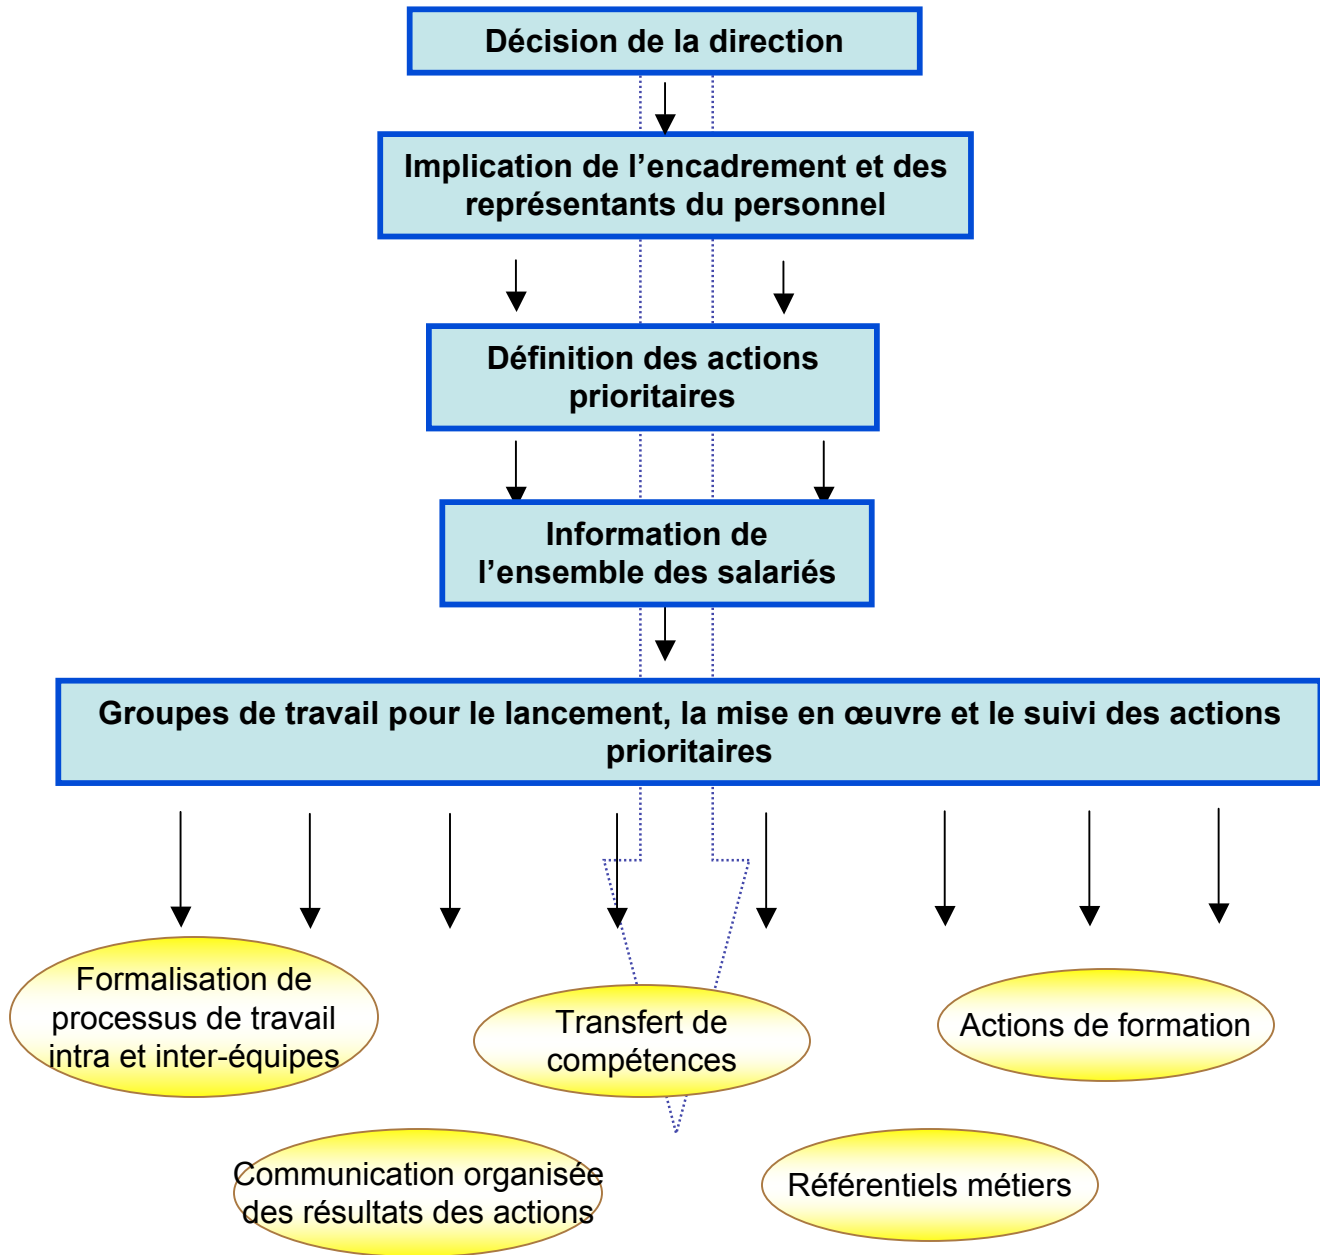 Décision de la direction
Implication de l’encadrement et des
représentants du personnel
Définition des actions
prioritaires
Information de
l’ensemble des salariés
Groupes de travail pour le lancement, la mise en œuvre et le suivi des actions
prioritaires
Formalisation de
processus de travail
intra et inter-équipes
Transfert de
compétences
Actions de formation
Communication organisée
des résultats des actions
Référentiels métiers